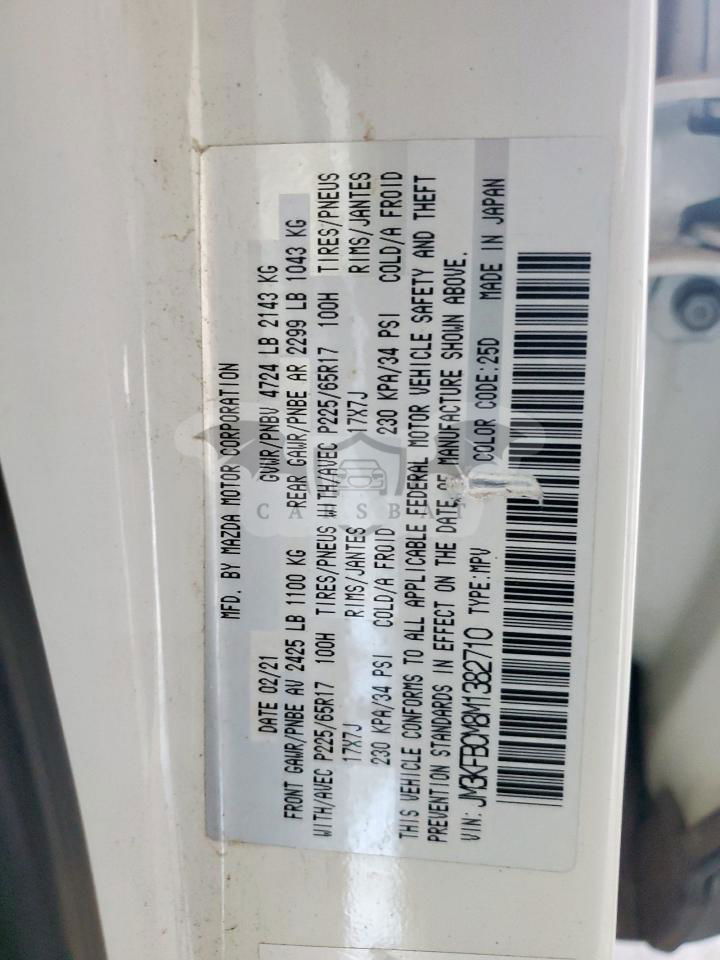 MFD. BY MAZDA MOTOR CORPORATION
DATE 02/21 GVWR/PNBV 4724 LB 2143 KG
FRONT GAWR/PNBE AV 2425 LB 1100 KG REAR GAWR/PNBE AR 2299 LB 1043 KG
WITH/AVEC P225/65R17 100H TIRES/PNEUS WITH/AVEC P225/65R17 100H TIRES/PNEUS
17X7J RIMS/JANTES 17X7J RIMS/JANTES
230 KPA/34 PSI COLD/A FROID 230 KPA/34 PSI COLD/A FROID
THIS VEHICLE CONFORMS TO ALL APPLICABLE FEDERAL MOTOR VEHICLE SAFETY AND THEFT
PREVENTION STANDARDS IN EFFECT ON THE DATE OF MANUFACTURE SHOWN ABOVE.
VIN: JM3KFBCM8M1382710 TYPE:MPV COLOR CODE:25D MADE IN JAPAN
CARSBAT